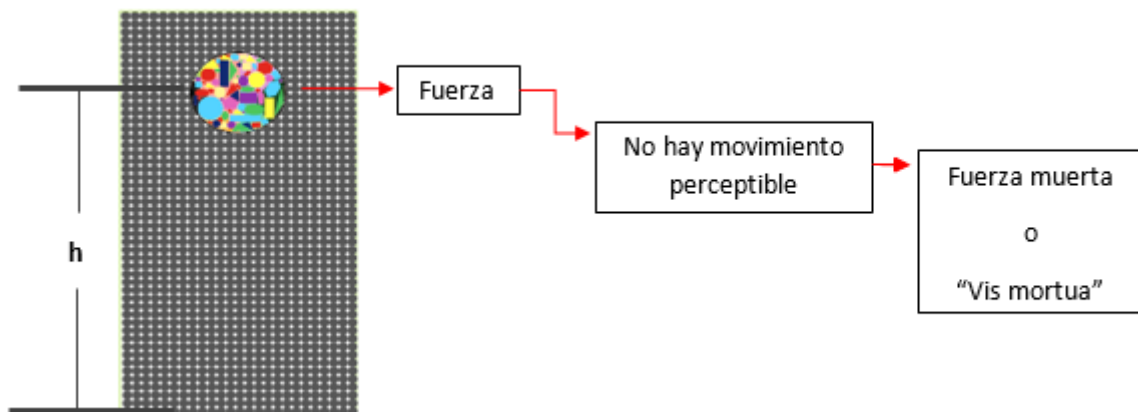 h
Fuerza
No hay movimiento
perceptible
Fuerza muerta
o
“Vis mortua”